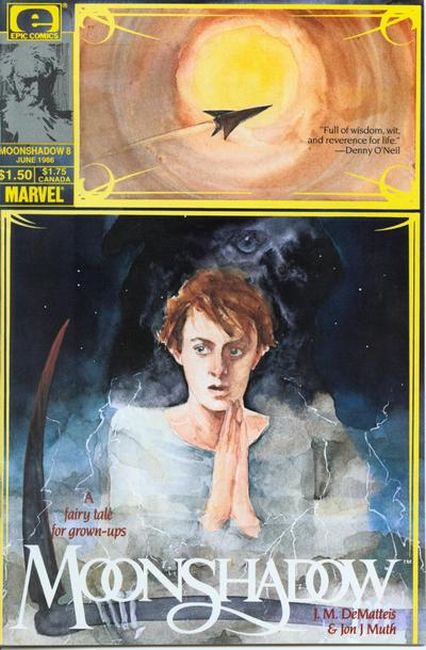 e®
EPIC COMICS
MOONSHADOW 8
JUNE 1986
$1.50 $1.75
CANADA
MARVEL®
"Full of wisdom, wit,
and reverence for life."
—Denny O'Neil
A
fairy tale
for grown-ups
MOONSHADOW™
J. M. DeMatteis
& Jon J Muth